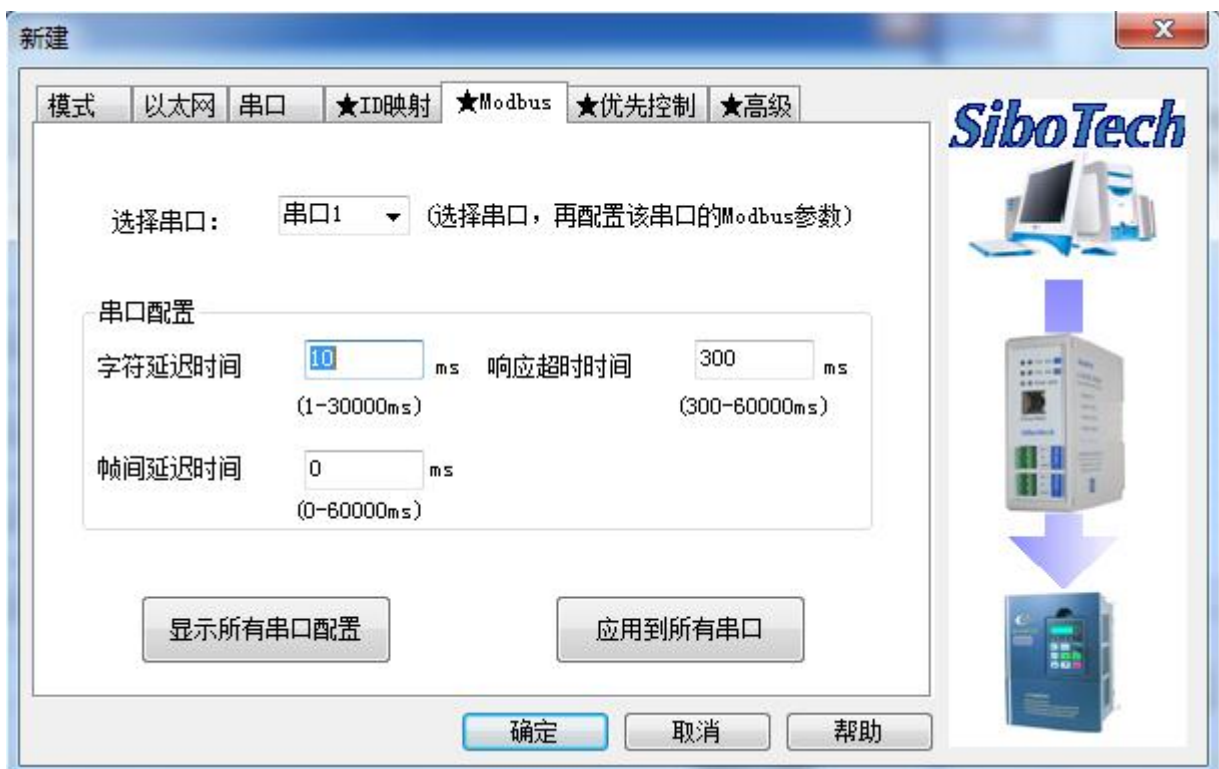 新建
模式 以太网 串口 ★ID映射 ★Modbus ★优先控制 ★高级
SiboTech
选择串口： 串口1 (选择串口，再配置该串口的Modbus参数)
串口配置
字符延迟时间 10 ms 响应超时时间 300 ms
(1-30000ms) (300-60000ms)
帧间延迟时间 0 ms
(0-60000ms)
显示所有串口配置 应用到所有串口
确定 取消 帮助